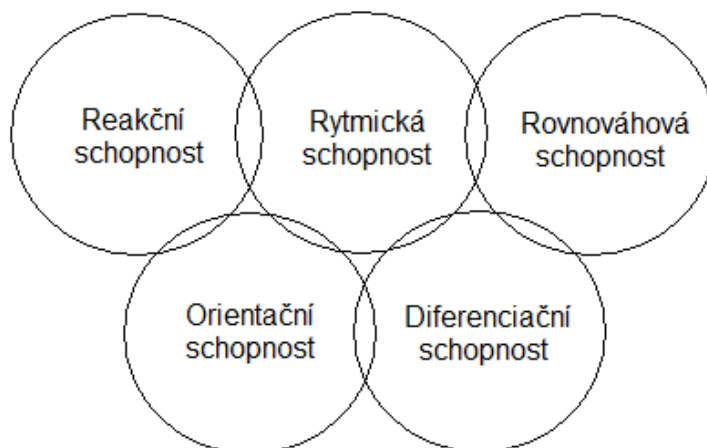 Reakční
schopnost
Rytmická
schopnost
Rovnováhová
schopnost
Orientační
schopnost
Diferenciační
schopnost